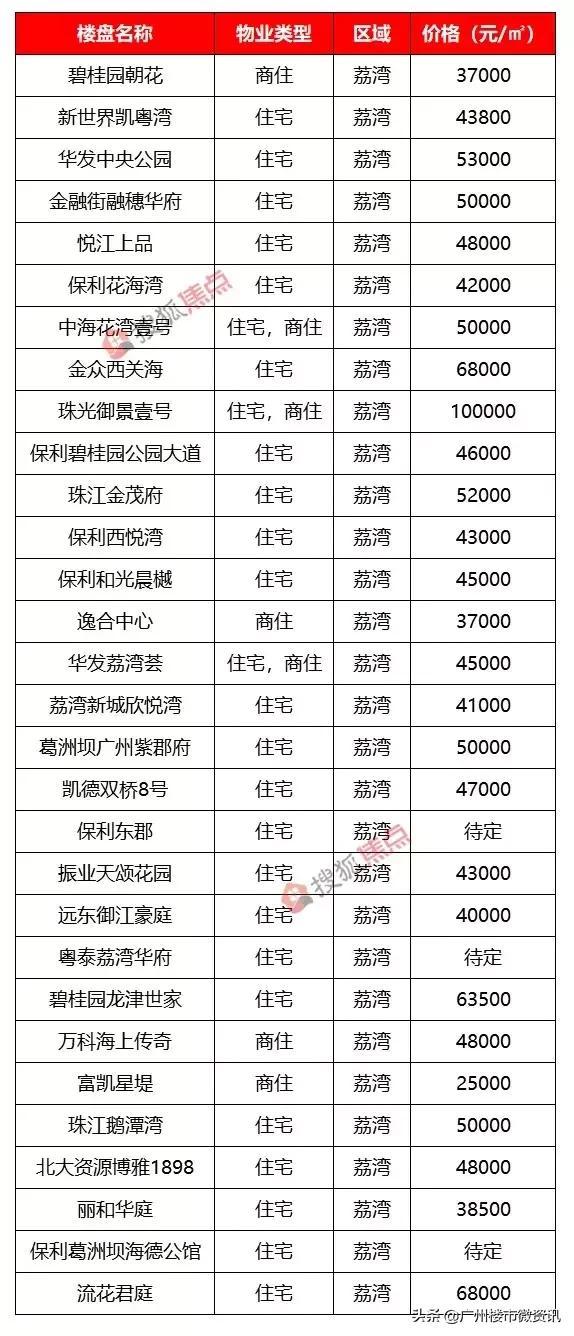 楼盘名称 物业类型 区域 价格（元/㎡）
碧桂园朝花 商住 荔湾 37000
新世界凯粤湾 住宅 荔湾 43800
华发中央公园 住宅 荔湾 53000
金融街融穗华府 住宅 荔湾 50000
悦江上品 住宅 荔湾 48000
保利花海湾 住宅 荔湾 42000
搜狐焦点
中海花湾壹号 住宅，商住 荔湾 50000
金众西关海 住宅 荔湾 68000
珠光御景壹号 住宅，商住 荔湾 100000
保利碧桂园公园大道 住宅 荔湾 46000
珠江金茂府 住宅 荔湾 52000
保利西悦湾 住宅 荔湾 43000
保利和光晨樾 住宅 荔湾 45000
逸合中心 商住 荔湾 37000
华发荔湾荟 住宅，商住 荔湾 45000
荔湾新城欣悦湾 住宅 荔湾 41000
葛洲坝广州紫郡府 住宅 荔湾 50000
凯德双桥8号 住宅 荔湾 47000
保利东郡 住宅 荔湾 待定
搜狐焦点
振业天颂花园 住宅 荔湾 43000
远东御江豪庭 住宅 荔湾 40000
粤泰荔湾华府 住宅 荔湾 待定
碧桂园龙津世家 住宅 荔湾 63500
万科海上传奇 商住 荔湾 48000
富凯星堤 商住 荔湾 25000
珠江鹅潭湾 住宅 荔湾 50000
北大资源博雅1898 住宅 荔湾 48000
丽和华庭 住宅 荔湾 38500
保利葛洲坝海德公馆 住宅 荔湾 待定
流花君庭 住宅 荔湾 68000
头条@广州楼市微资讯